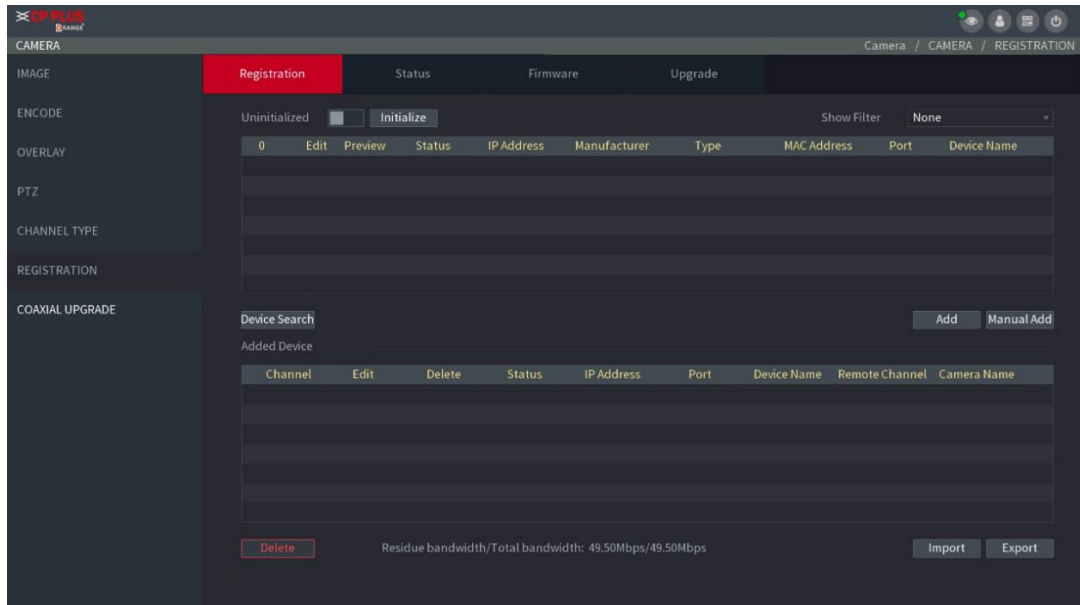 CP PLUS
ORANGE
CAMERA
Camera / CAMERA / REGISTRATION
IMAGE
ENCODE
OVERLAY
PTZ
CHANNEL TYPE
REGISTRATION
COAXIAL UPGRADE
Registration Status Firmware Upgrade
Uninitialized Initialize Show Filter None
0 Edit Preview Status IP Address Manufacturer Type MAC Address Port Device Name
Device Search Add Manual Add
Added Device
Channel Edit Delete Status IP Address Port Device Name Remote Channel Camera Name
Delete Residue bandwidth/Total bandwidth: 49.50Mbps/49.50Mbps Import Export